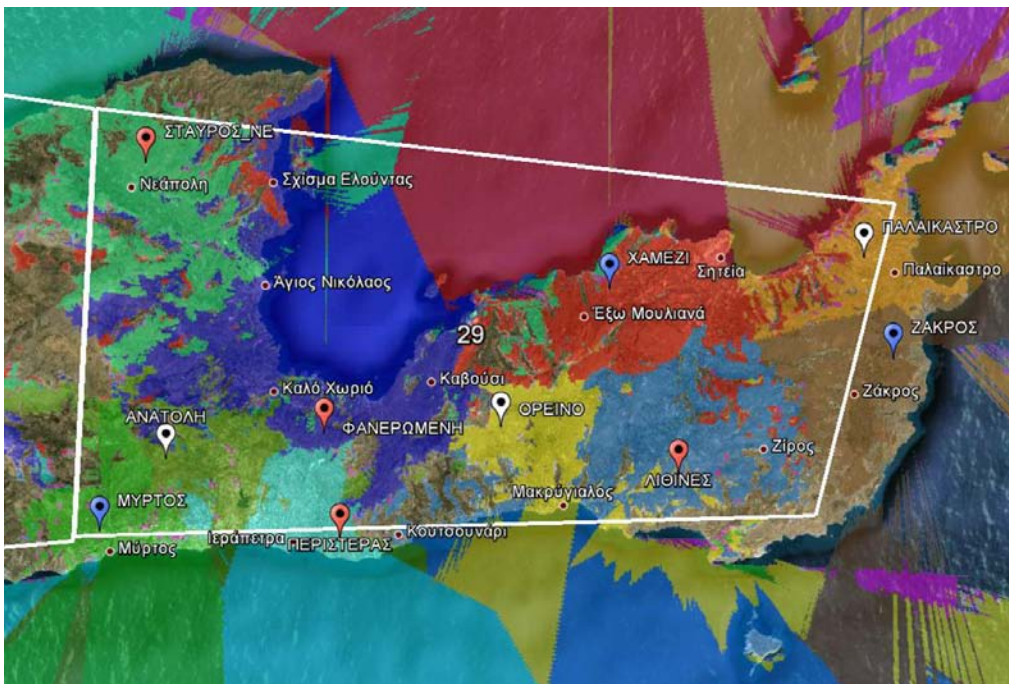 ΣΤΑΥΡΟΣ_ΝΕ
Νεάπολη
Σχίσμα Ελούντας
ΠΑΛΑΙΚΑΣΤΡΟ
ΧΑΜΕΖΙ
Σητεία
Παλαίκαστρο
Άγιος Νικόλαος
Έξω Μουλιανά
29
ΖΑΚΡΟΣ
Καβούσι
Καλό Χωριό
Ζάκρος
ΑΝΑΤΟΛΗ
ΟΡΕΙΝΟ
ΦΑΝΕΡΩΜΕΝΗ
Ζίρος
ΛΙΘΙΝΕΣ
ΜΥΡΤΟΣ
Μακρύγιαλος
Ιεράπετρα
ΠΕΡΙΣΤΕΡΑΣ
Κουτσουνάρι
Μύρτος